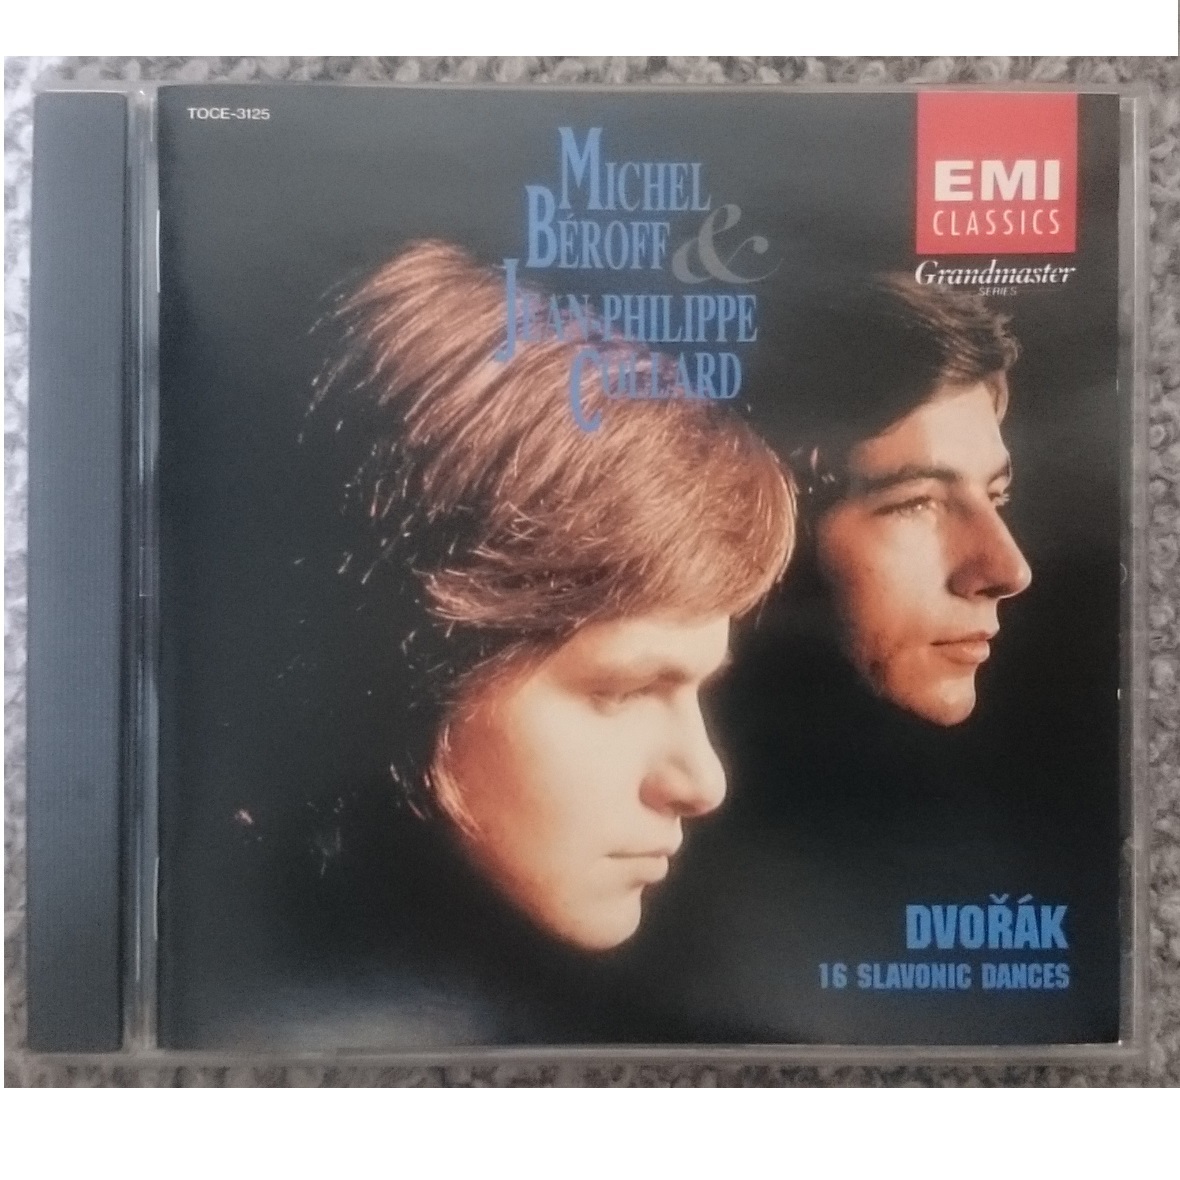 TOCE-3125
MICHEL
BÉROFF &
JEAN-PHILIPPE
COLLARD
EMI
CLASSICS
Grandmaster
SERIES
DVOŘÁK
16 SLAVONIC DANCES